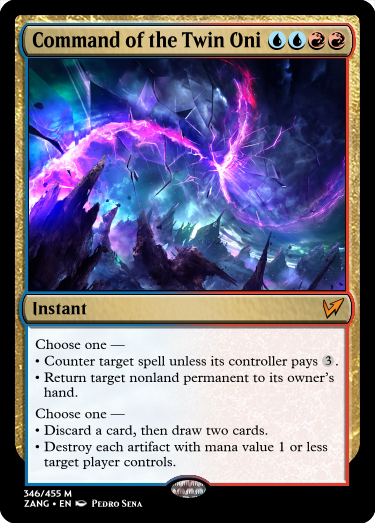 Command of the Twin Oni
Instant
Choose one —
• Counter target spell unless its controller pays 3.
• Return target nonland permanent to its owner's
hand.
Choose one —
• Discard a card, then draw two cards.
• Destroy each artifact with mana value 1 or less
target player controls.
346/455 M
ZANG • EN Pedro Sena